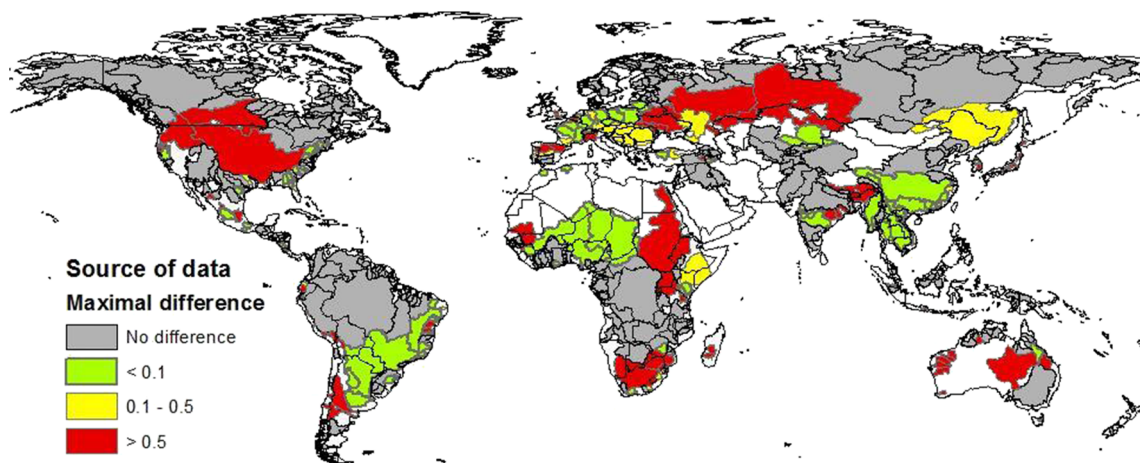 Source of data
Maximal difference
No difference
< 0.1
0.1 - 0.5
> 0.5